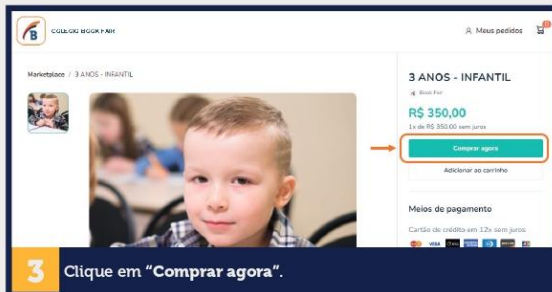 B
COLEGIO BOOK FAIR
Meus pedidos
0
Marketplace / 3 ANOS - INFANTIL
3 ANOS - INFANTIL
Book Fair
R$ 350,00
1x de R$ 350,00 sem juros
Comprar agora
Adicionar ao carrinho
Meios de pagamento
Cartão de crédito em 12x sem juros
VISA
3 Clique em "Comprar agora".